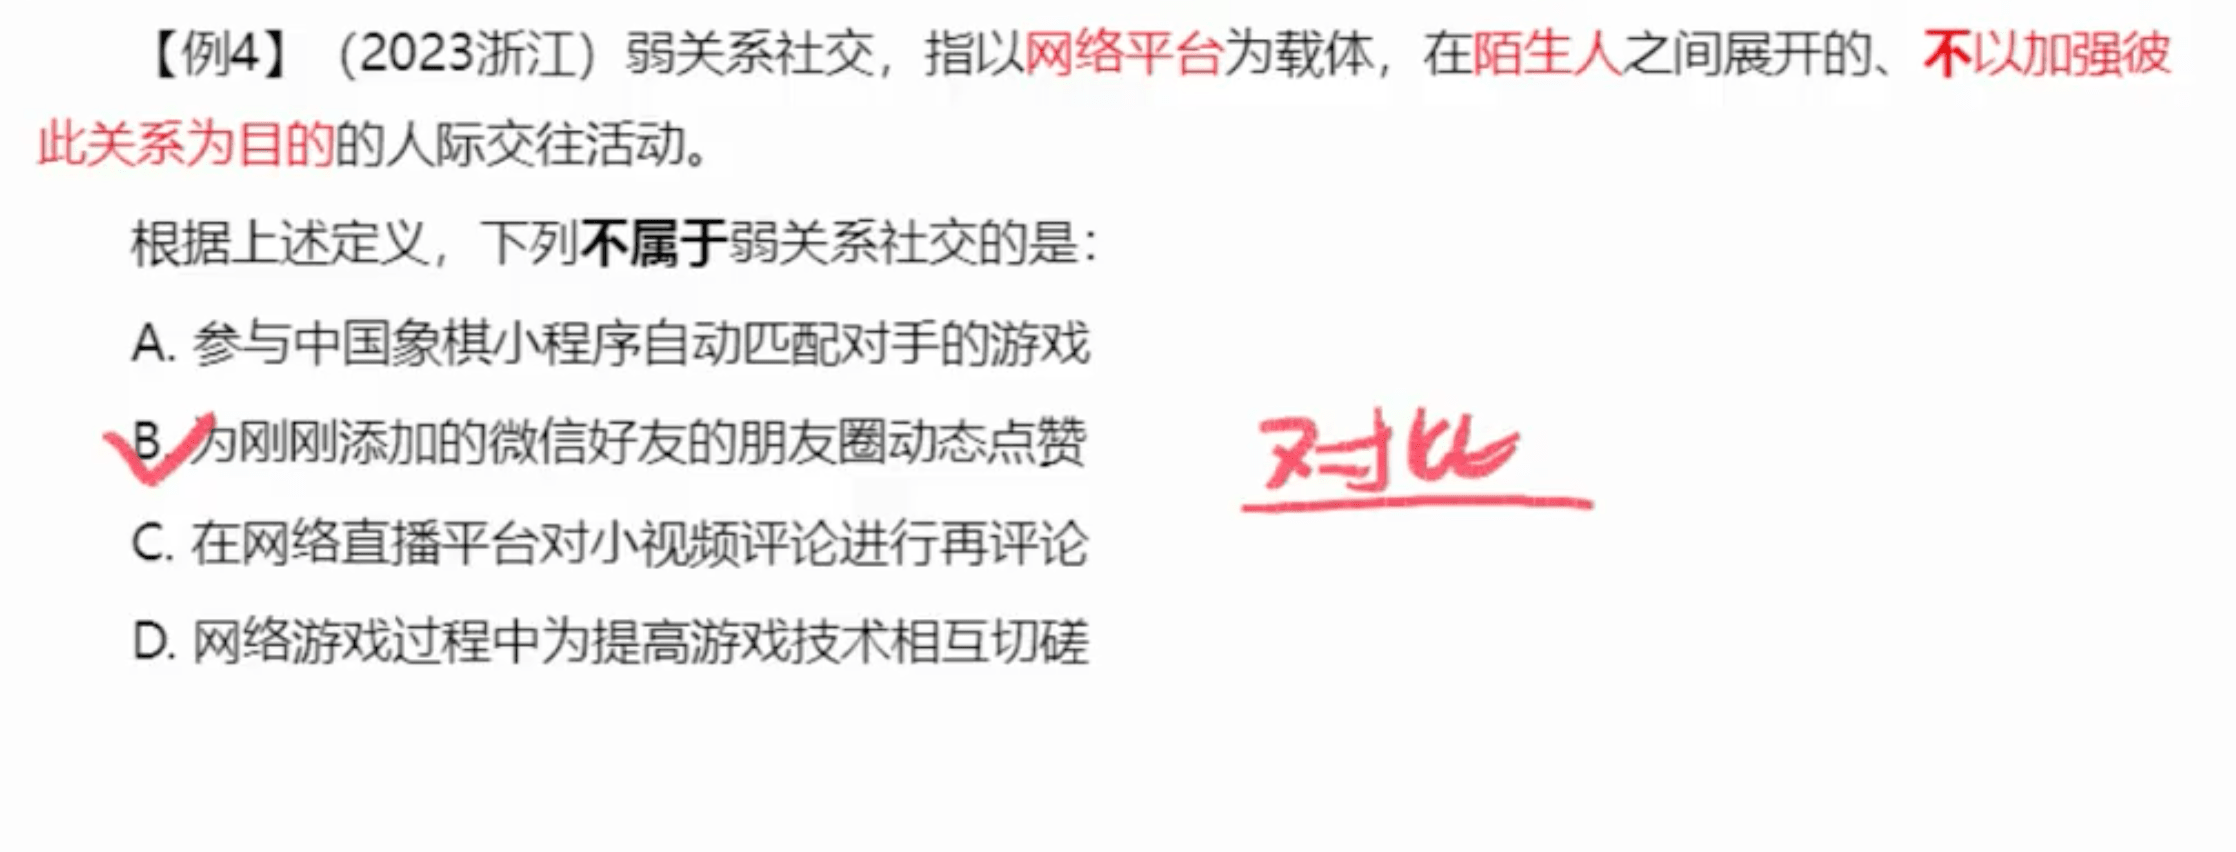 【例4】（2023浙江）弱关系社交，指以网络平台为载体，在陌生人之间展开的、不以加强彼
此关系为目的的人际交往活动。
根据上述定义，下列不属于弱关系社交的是：
A. 参与中国象棋小程序自动匹配对手的游戏
B. 为刚刚添加的微信好友的朋友圈动态点赞
对比
C. 在网络直播平台对小视频评论进行再评论
D. 网络游戏过程中为提高游戏技术相互切磋